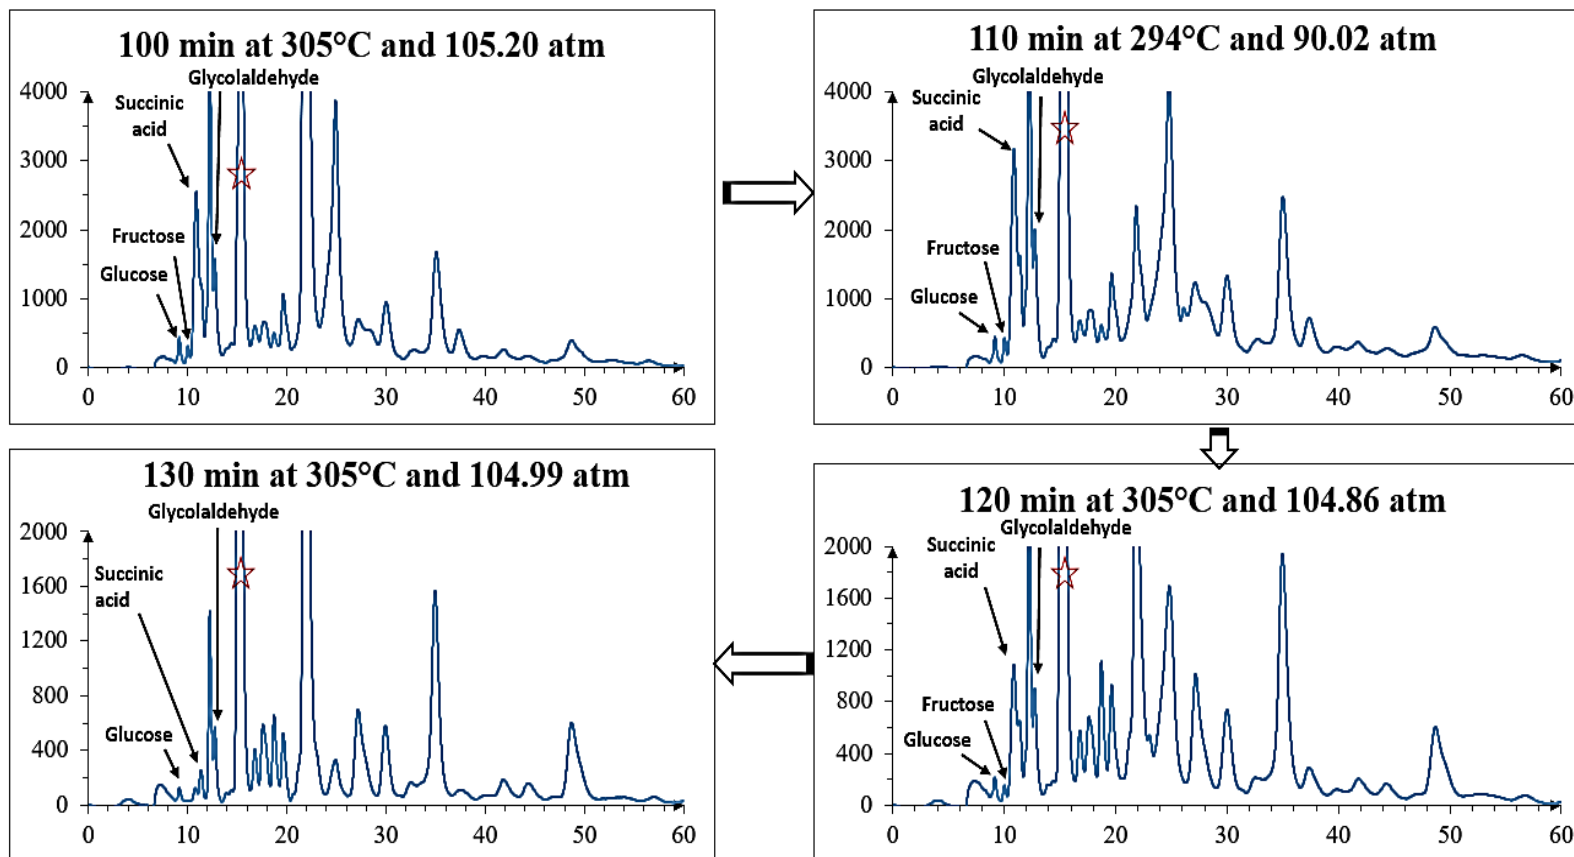 100 min at 305°C and 105.20 atm
Glycolaldehyde
4000
Succinic
acid
3000
2000
Fructose
Glucose
1000
0
0 10 20 30 40 50 60
110 min at 294°C and 90.02 atm
Glycolaldehyde
4000
Succinic
acid
3000
2000
Fructose
Glucose
1000
0
0 10 20 30 40 50 60
130 min at 305°C and 104.99 atm
Glycolaldehyde
2000
Succinic
acid
1600
1200
800
Glucose
400
0
0 10 20 30 40 50 60
120 min at 305°C and 104.86 atm
Glycolaldehyde
2000
Succinic
acid
1600
1200
800
Fructose
Glucose
400
0
0 10 20 30 40 50 60